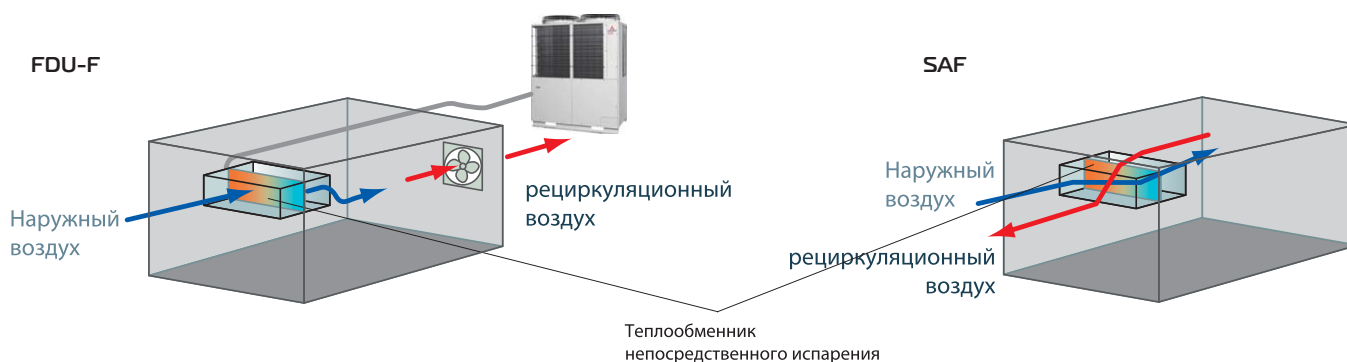 FDU-F
SAF
Наружный
воздух
рециркуляционный
воздух
Наружный
воздух
рециркуляционный
воздух
Теплообменник
непосредственного испарения